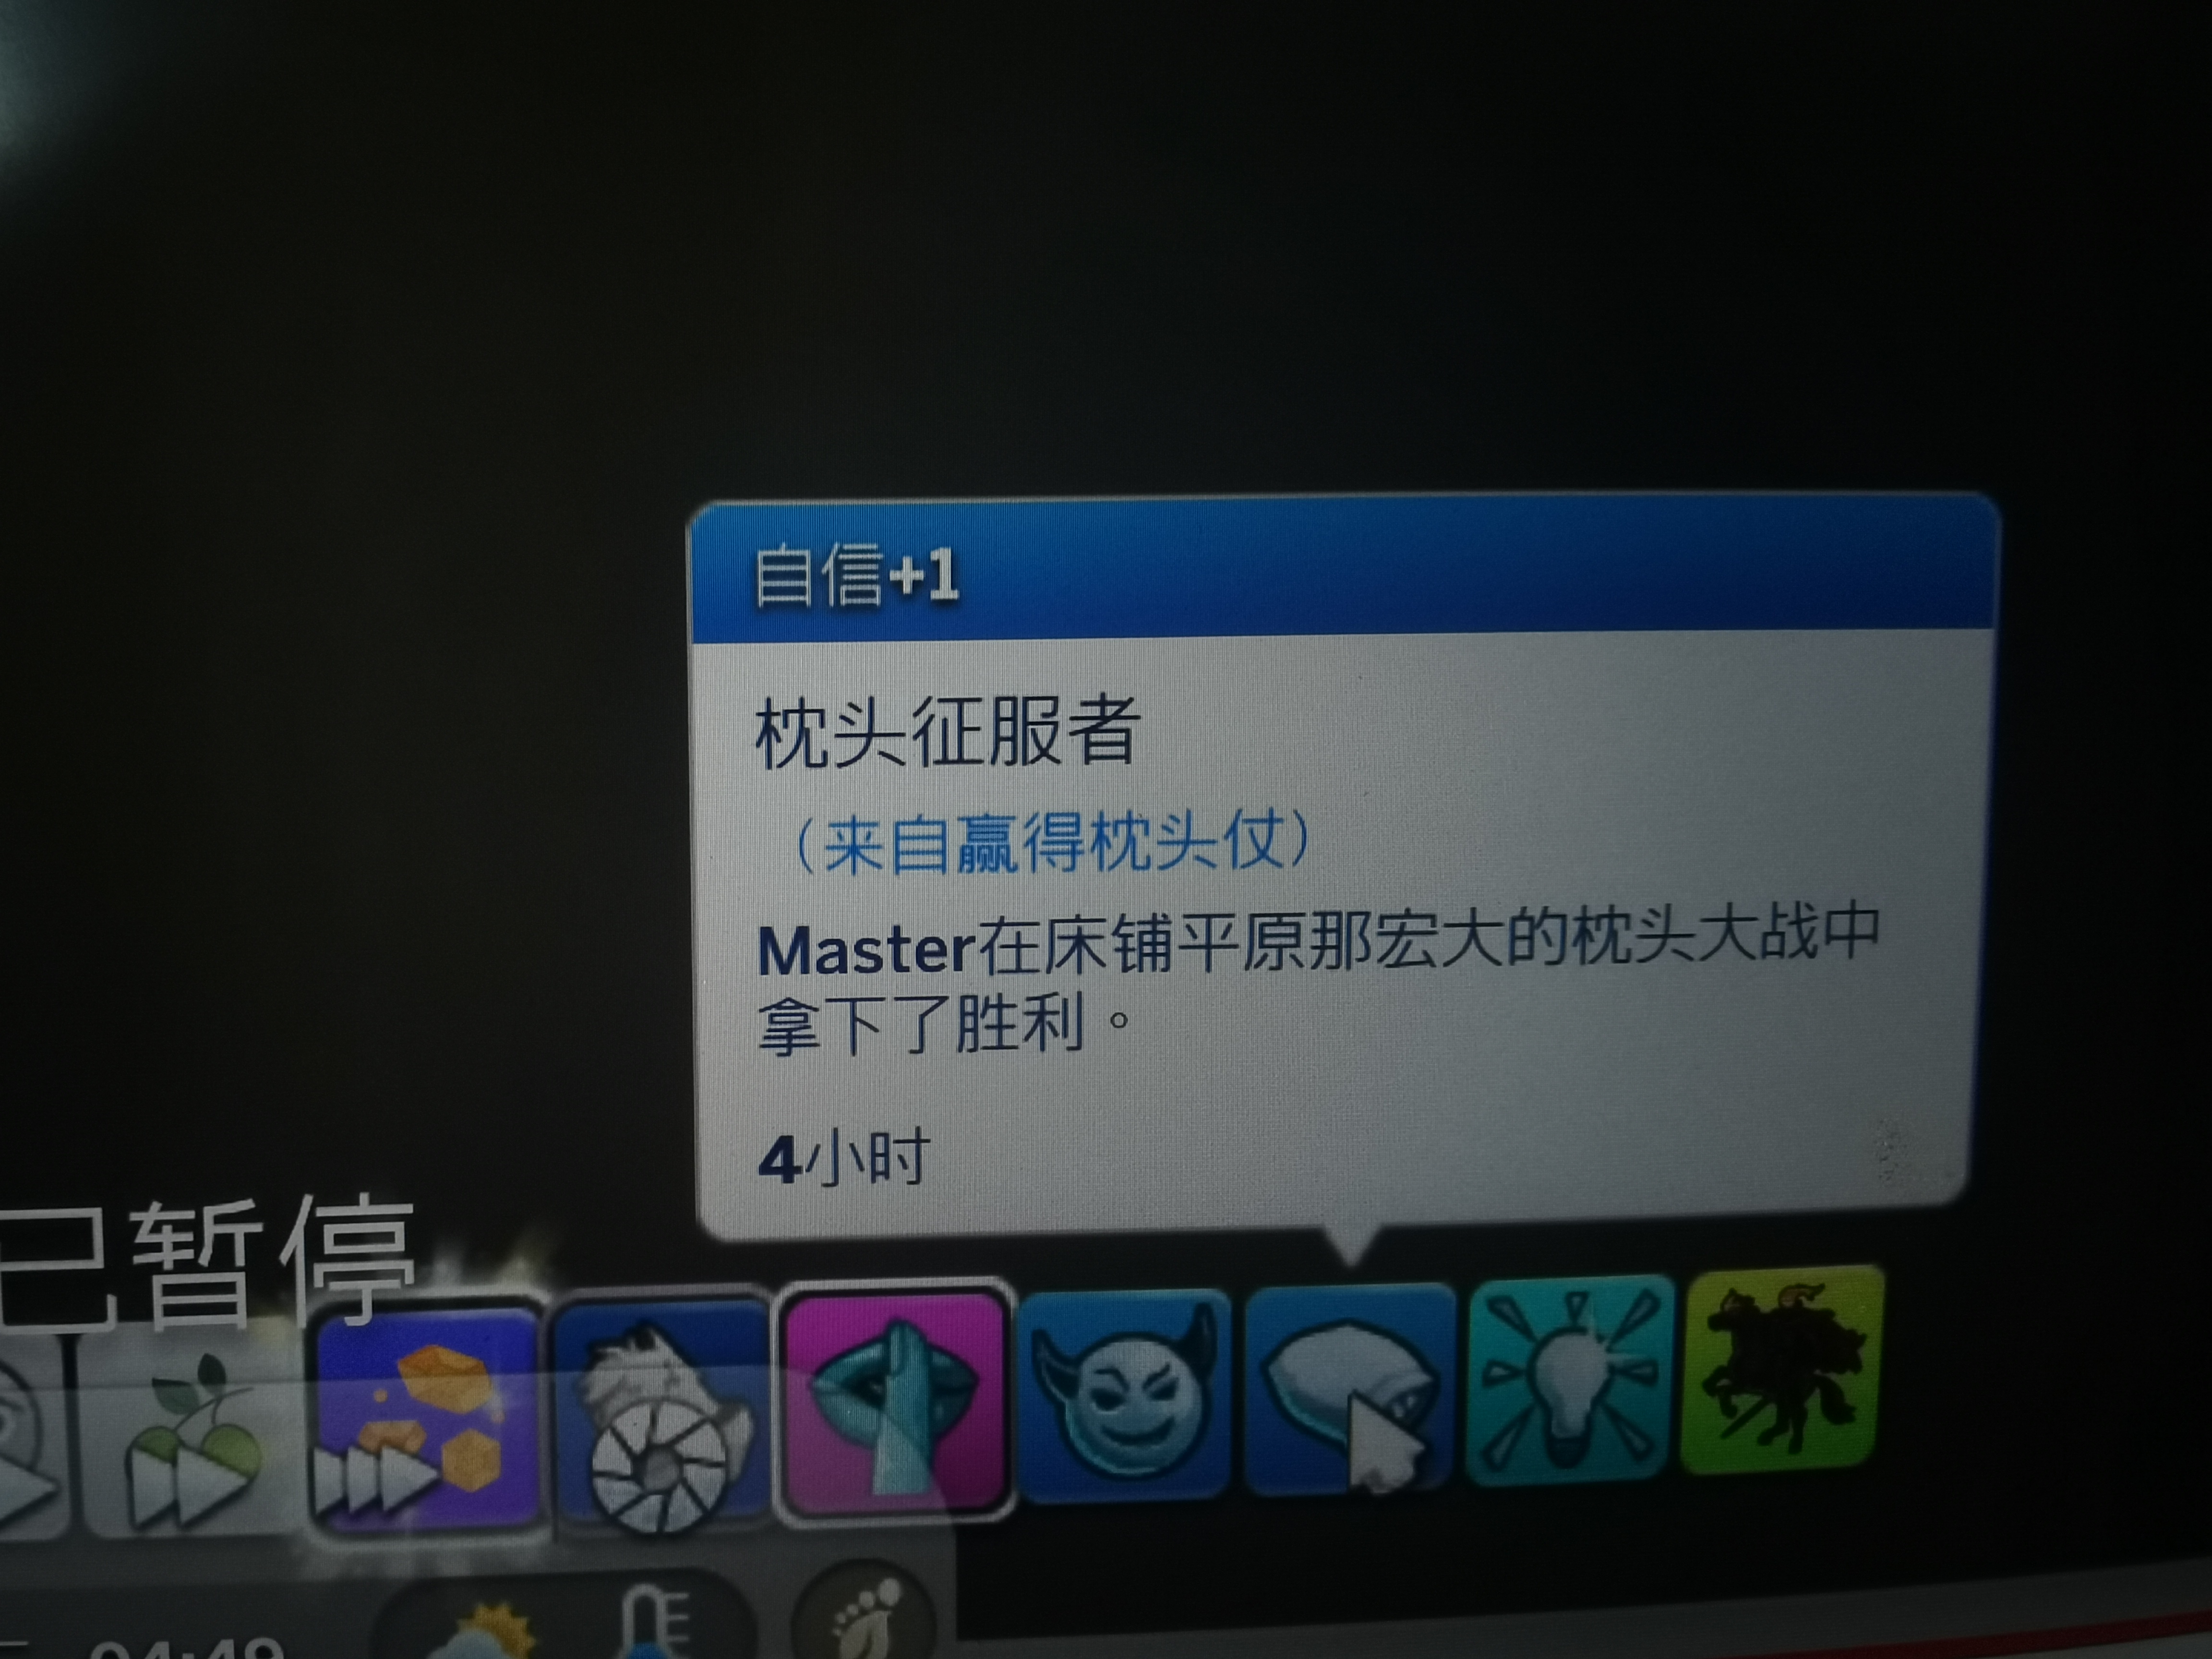 自信+1
枕头征服者
（来自赢得枕头仗）
Master在床铺平原那宏大的枕头大战中
拿下了胜利。
4小时
已暂停
04:49